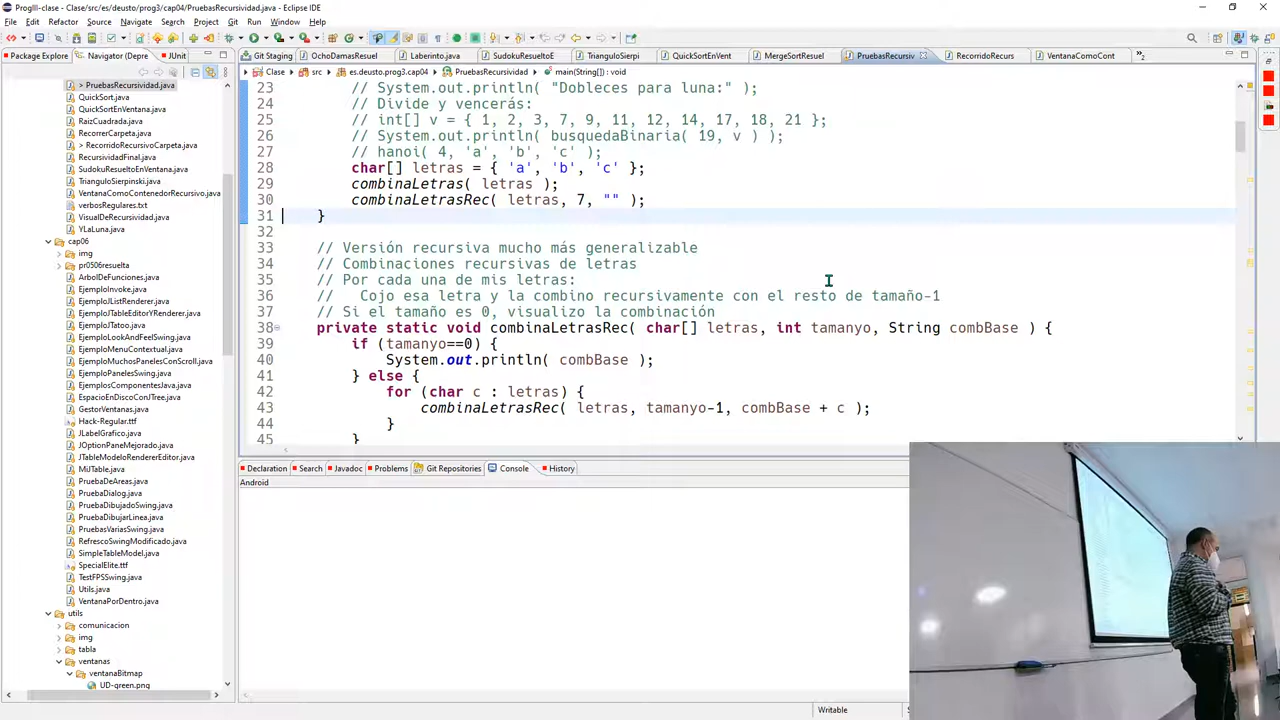 ProgIII-clase - Clase/src/es/deusto/prog3/cap04/PruebasRecursividad.java - Eclipse IDE
File Edit Refactor Source Navigate Search Project Git Run Window Help
Package Explorer
Navigator (Depre
JUnit
> PruebasRecursividad.java
QuickSort.java
QuickSortEnVentana.java
RaizCuadrada.java
RecorrerCarpeta.java
> RecorridoRecursivoCarpeta.java
RecursividadFinal.java
SudokuResueltoEnVentana.java
TrianguloSierpinski.java
VentanaComoContenedorRecursivo.java
verbosRegulares.txt
VisualDeRecursividad.java
YLaLuna.java
cap06
img
pr0506resuelta
ArbolDeFunciones.java
EjemploInvoke.java
EjemploJListRenderer.java
EjemploJTableEditorYRenderer.java
EjemploJTatoo.java
EjemploLookAndFeelSwing.java
EjemploMenuContextual.java
EjemploMuchosPanelesConScroll.java
EjemploPanelesSwing.java
EjemplosComponentesJava.java
EspacioEnDiscoConJTree.java
GestorVentanas.java
Hack-Regular.ttf
JLabelGrafico.java
JOptionPaneMejorado.java
JTableModeloRendererEditor.java
MiJTable.java
PruebaDeAreas.java
PruebaDialog.java
PruebaDibujadoSwing.java
PruebaDibujarLinea.java
PruebasVariasSwing.java
RefrescoSwingModificado.java
SimpleTableModel.java
SpecialElite.ttf
TestFPSSwing.java
Utils.java
VentanaPorDentro.java
utils
comunicacion
img
tabla
ventanas
ventanaBitmap
UD-green.png
Git Staging
OchoDamasResuel
Laberinto.java
SudokuResueltoE
TrianguloSierpi
QuickSortEnVent
MergeSortResuel
PruebasRecursiv
RecorridoRecurs
VentanaComoCont
»2
Clase
src
es.deusto.prog3.cap04
PruebasRecursividad
main(String[]) : void
23 // System.out.println( "Dobleces para luna:" );
24 // Divide y vencerás:
25 // int[] v = { 1, 2, 3, 7, 9, 11, 12, 14, 17, 18, 21 };
26 // System.out.println( busquedaBinaria( 19, v ) );
27 // hanoi( 4, 'a', 'b', 'c' );
28 char[] letras = { 'a', 'b', 'c' };
29 combinaLetras( letras );
30 combinaLetrasRec( letras, 7, "" );
31 }
32
33 // Versión recursiva mucho más generalizable
34 // Combinaciones recursivas de letras
35 // Por cada una de mis letras:
36 // Cojo esa letra y la combino recursivamente con el resto de tamaño-1
37 // Si el tamaño es 0, visualizo la combinación
38 private static void combinaLetrasRec( char[] letras, int tamanyo, String combBase ) {
39 if (tamanyo==0) {
40 System.out.println( combBase );
41 } else {
42 for (char c : letras) {
43 combinaLetrasRec( letras, tamanyo-1, combBase + c );
44 }
45 }
Declaration
Search
Javadoc
Problems
Git Repositories
Console
History
Android
Writable